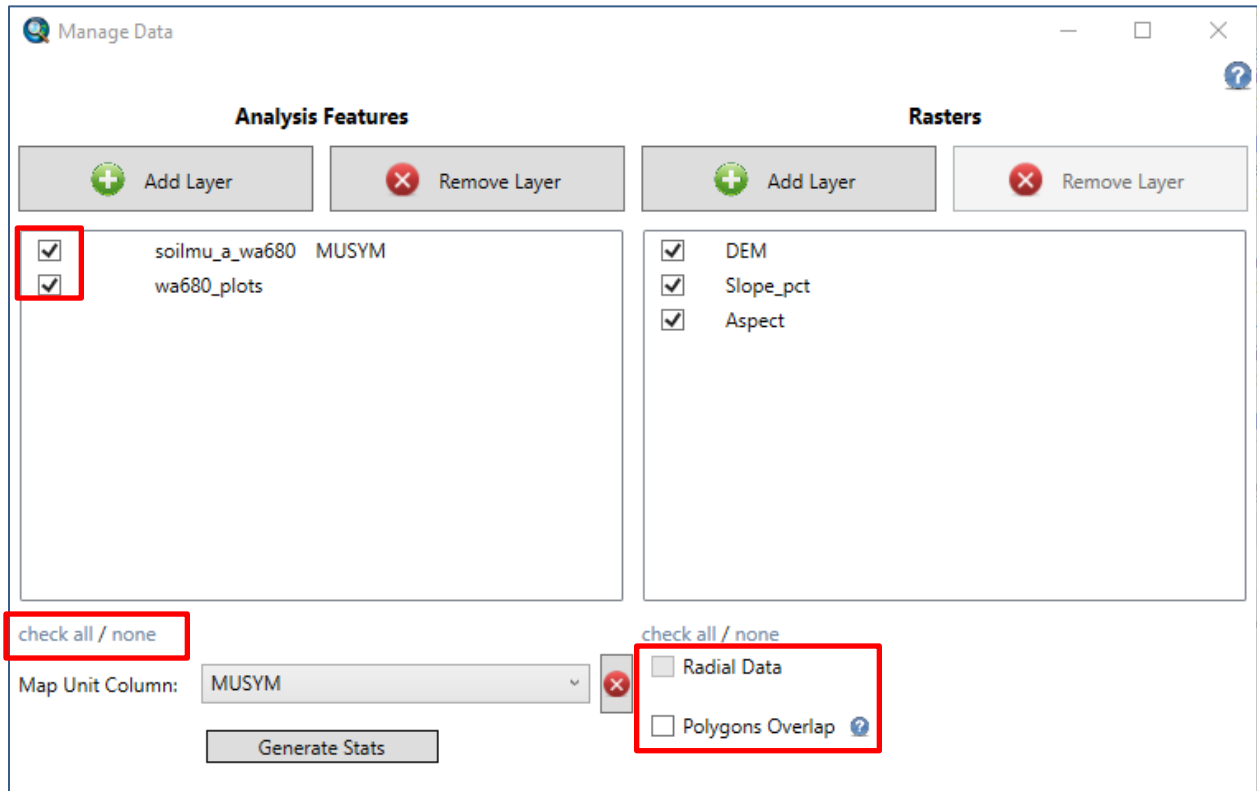 Manage Data
Analysis Features
Rasters
Add Layer
Remove Layer
Add Layer
Remove Layer
soilmu_a_wa680 MUSYM
wa680_plots
DEM
Slope_pct
Aspect
check all / none
check all / none
Map Unit Column: MUSYM
Radial Data
Polygons Overlap ?
Generate Stats